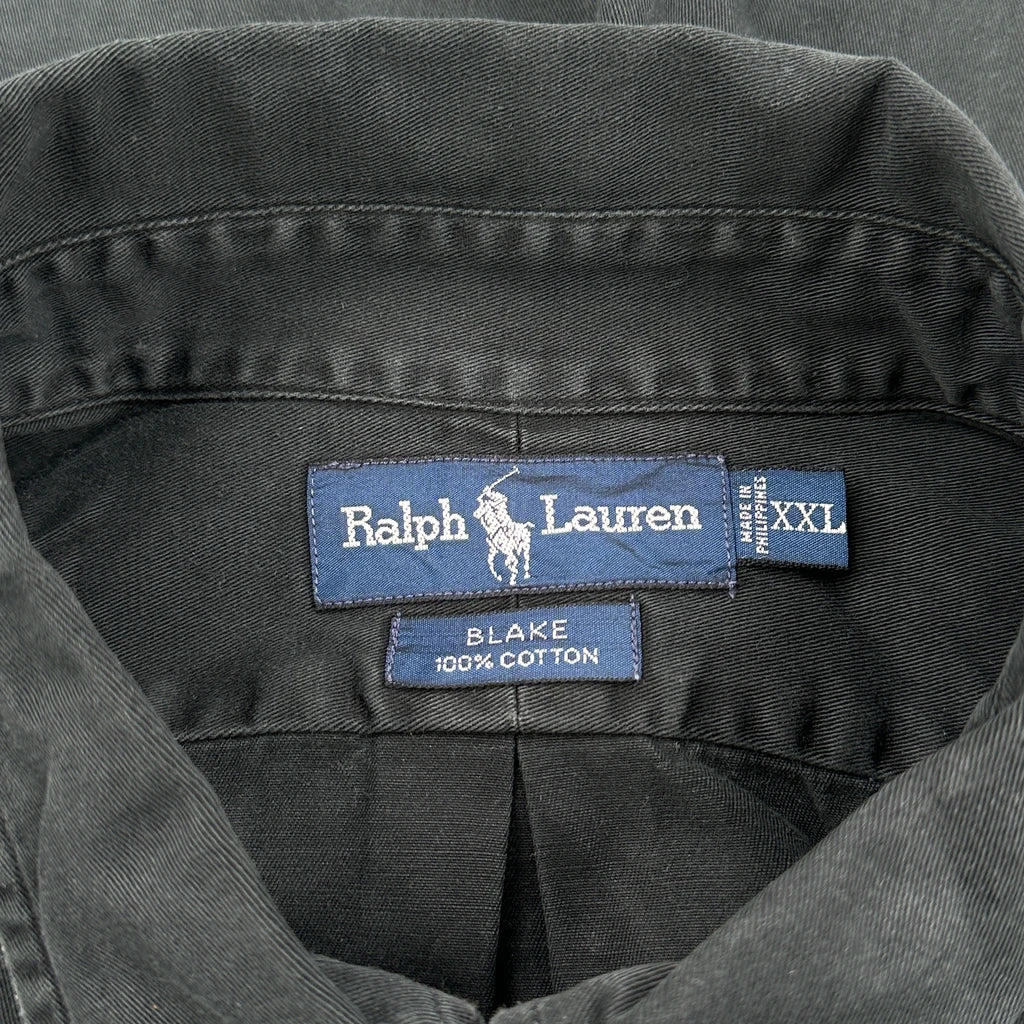 Ralph Lauren
MADE IN
PHILIPPINES
XXL
BLAKE
100% COTTON